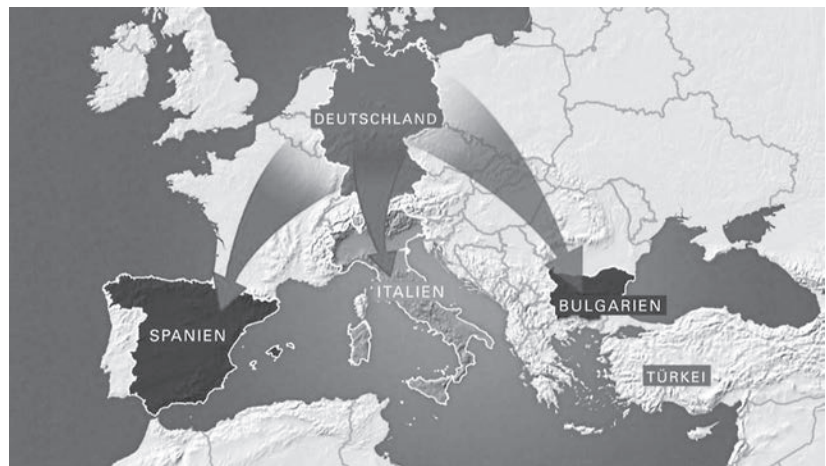 DEUTSCHLAND
ITALIEN
BULGARIEN
SPANIEN
TÜRKEI